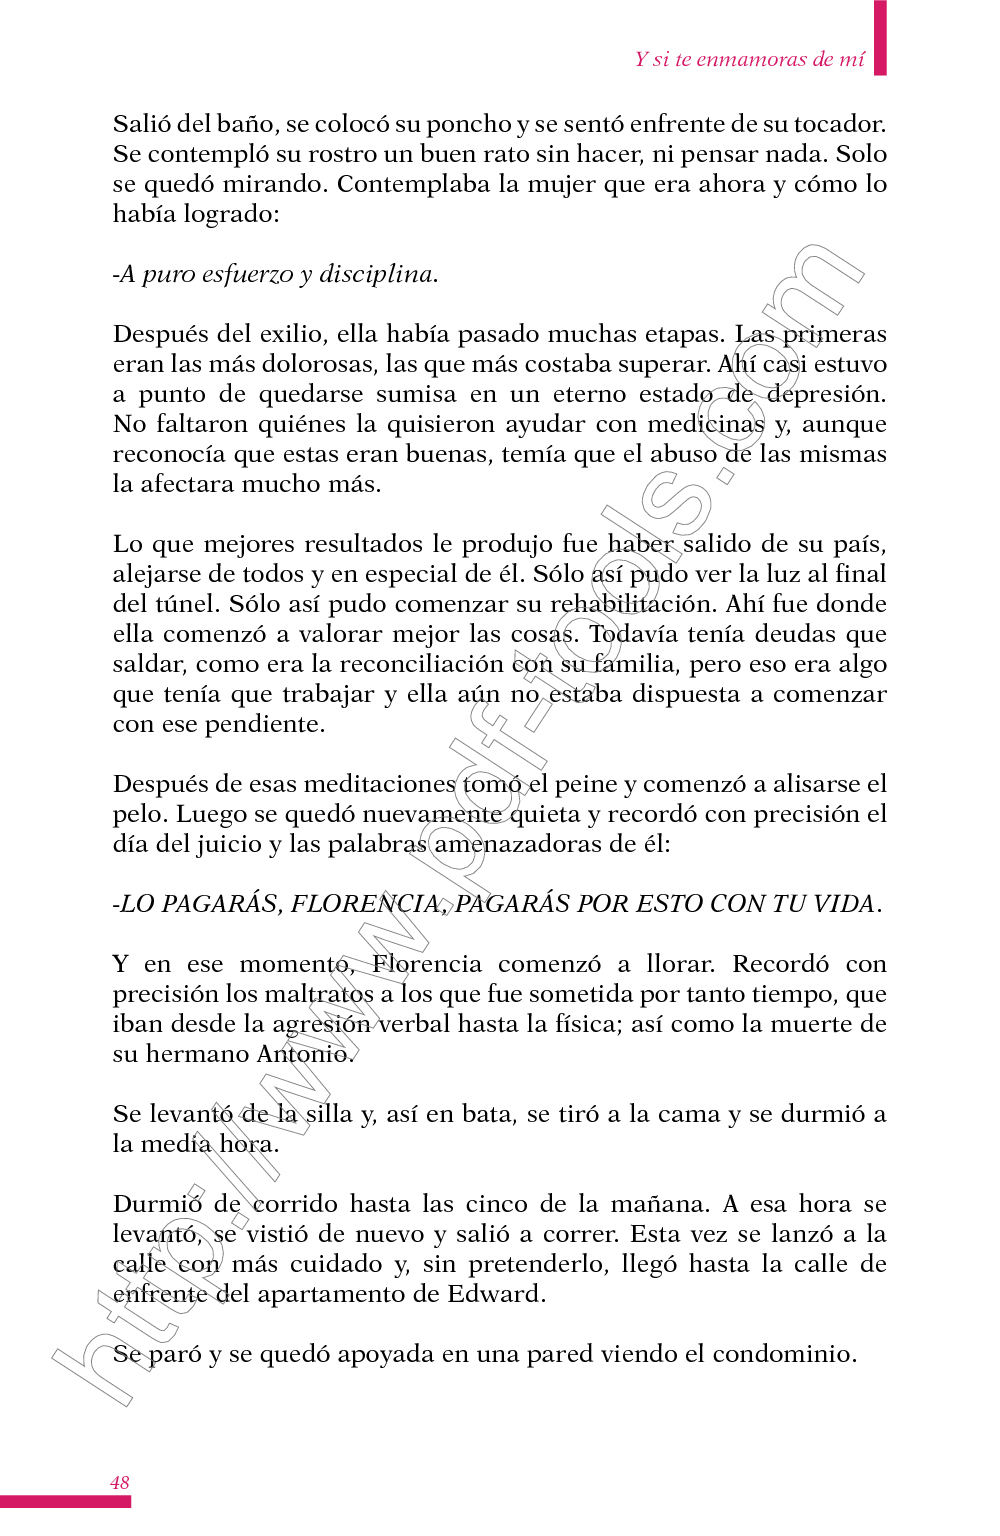 Y si te enmamoras de mí
Salió del baño, se colocó su poncho y se sentó enfrente de su tocador.
Se contempló su rostro un buen rato sin hacer, ni pensar nada. Solo
se quedó mirando. Contemplaba la mujer que era ahora y cómo lo
había logrado:
-A puro esfuerzo y disciplina.
Después del exilio, ella había pasado muchas etapas. Las primeras
eran las más dolorosas, las que más costaba superar. Ahí casi estuvo
a punto de quedarse sumisa en un eterno estado de depresión.
No faltaron quiénes la quisieron ayudar con medicinas y, aunque
reconocía que estas eran buenas, temía que el abuso de las mismas
la afectara mucho más.
Lo que mejores resultados le produjo fue haber salido de su país,
alejarse de todos y en especial de él. Sólo así pudo ver la luz al final
del túnel. Sólo así pudo comenzar su rehabilitación. Ahí fue donde
ella comenzó a valorar mejor las cosas. Todavía tenía deudas que
saldar, como era la reconciliación con su familia, pero eso era algo
que tenía que trabajar y ella aún no estaba dispuesta a comenzar
con ese pendiente.
Después de esas meditaciones tomó el peine y comenzó a alisarse el
pelo. Luego se quedó nuevamente quieta y recordó con precisión el
día del juicio y las palabras amenazadoras de él:
-LO PAGARÁS, FLORENCIA, PAGARÁS POR ESTO CON TU VIDA.
Y en ese momento, Florencia comenzó a llorar. Recordó con
precisión los maltratos a los que fue sometida por tanto tiempo, que
iban desde la agresión verbal hasta la física; así como la muerte de
su hermano Antonio.
Se levantó de la silla y, así en bata, se tiró a la cama y se durmió a
la media hora.
Durmió de corrido hasta las cinco de la mañana. A esa hora se
levantó, se vistió de nuevo y salió a correr. Esta vez se lanzó a la
calle con más cuidado y, sin pretenderlo, llegó hasta la calle de
enfrente del apartamento de Edward.
Se paró y se quedó apoyada en una pared viendo el condominio.
48
http://www.pdf-tools.com